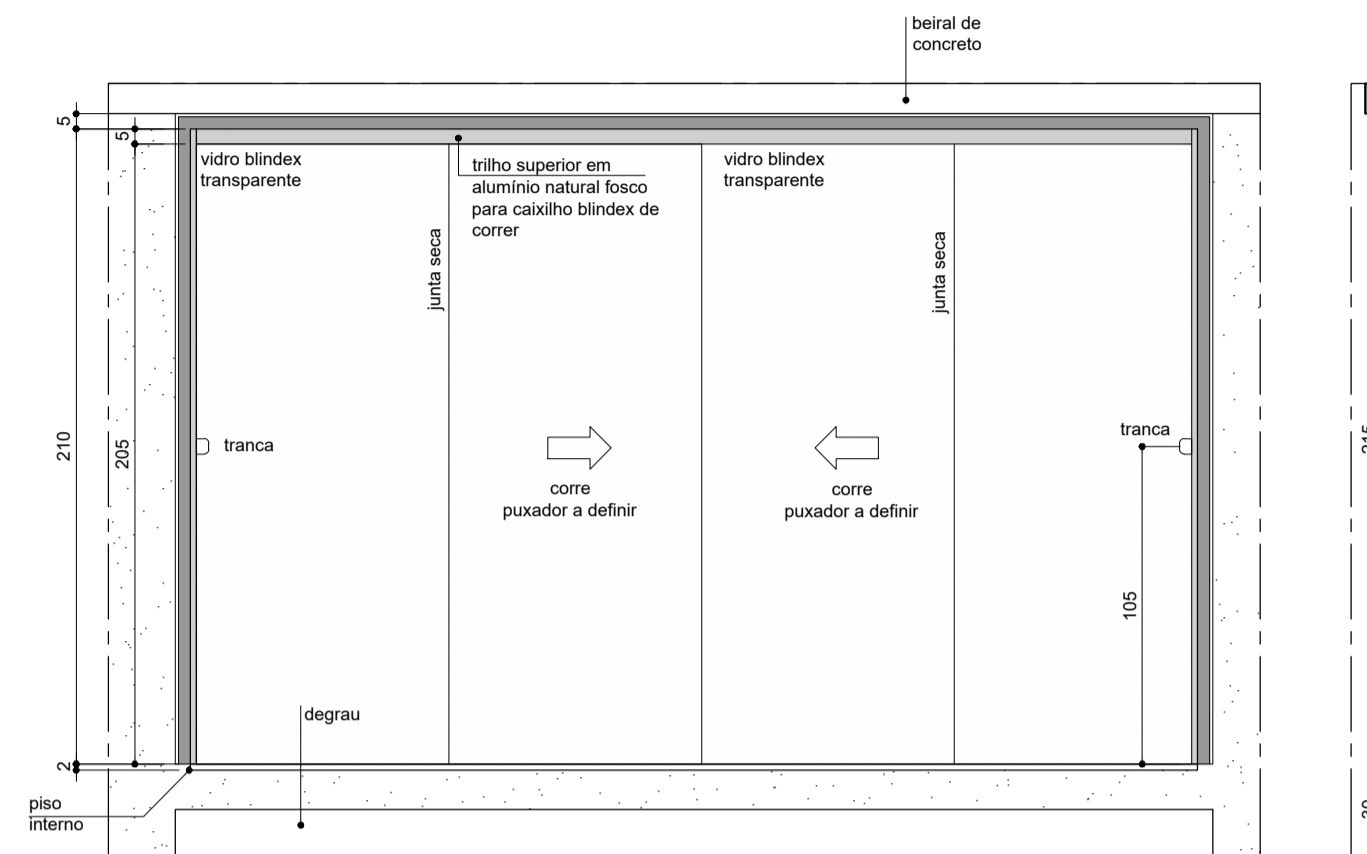 beiral de
concreto
5
5
vidro blindex
transparente
trilho superior em
alumínio natural fosco
para caixilho blindex de
correr
vidro blindex
transparente
junta seca
junta seca
210
205
tranca
tranca
corre
puxador a definir
corre
puxador a definir
105
degrau
2
piso
interno